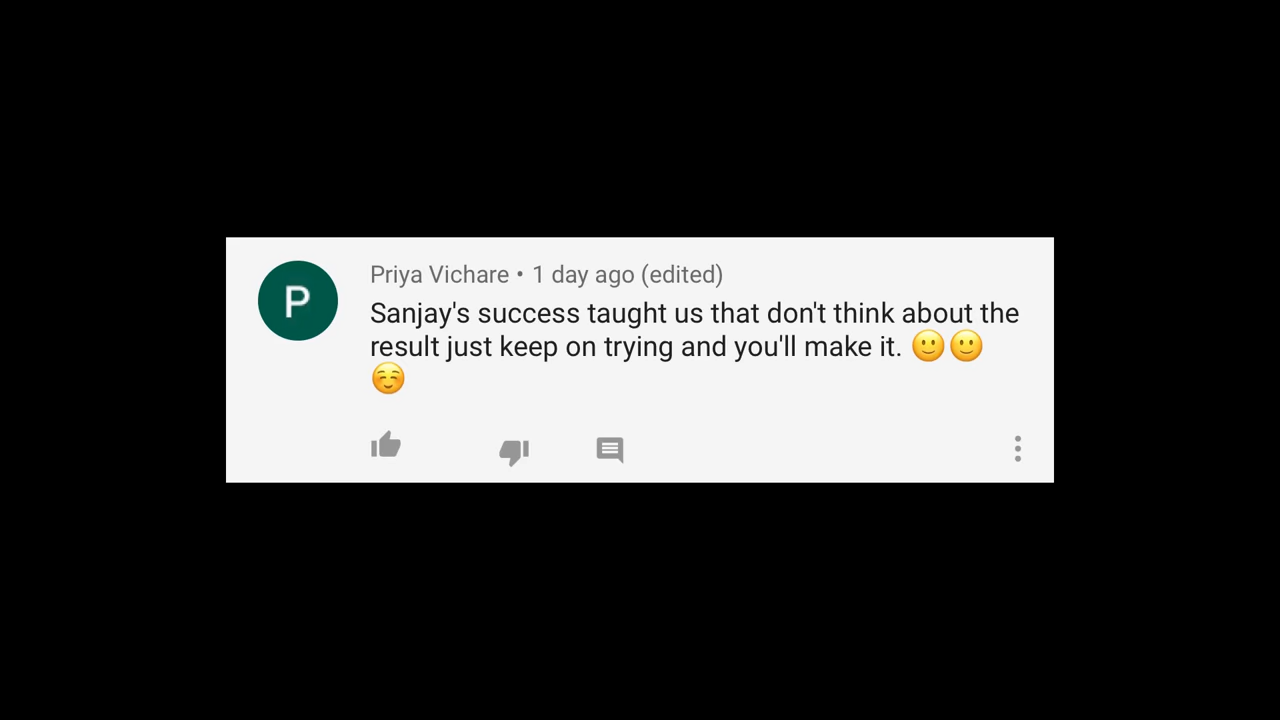 P
Priya Vichare • 1 day ago (edited)
Sanjay's success taught us that don't think about the
result just keep on trying and you'll make it. 🙂🙂
☺️